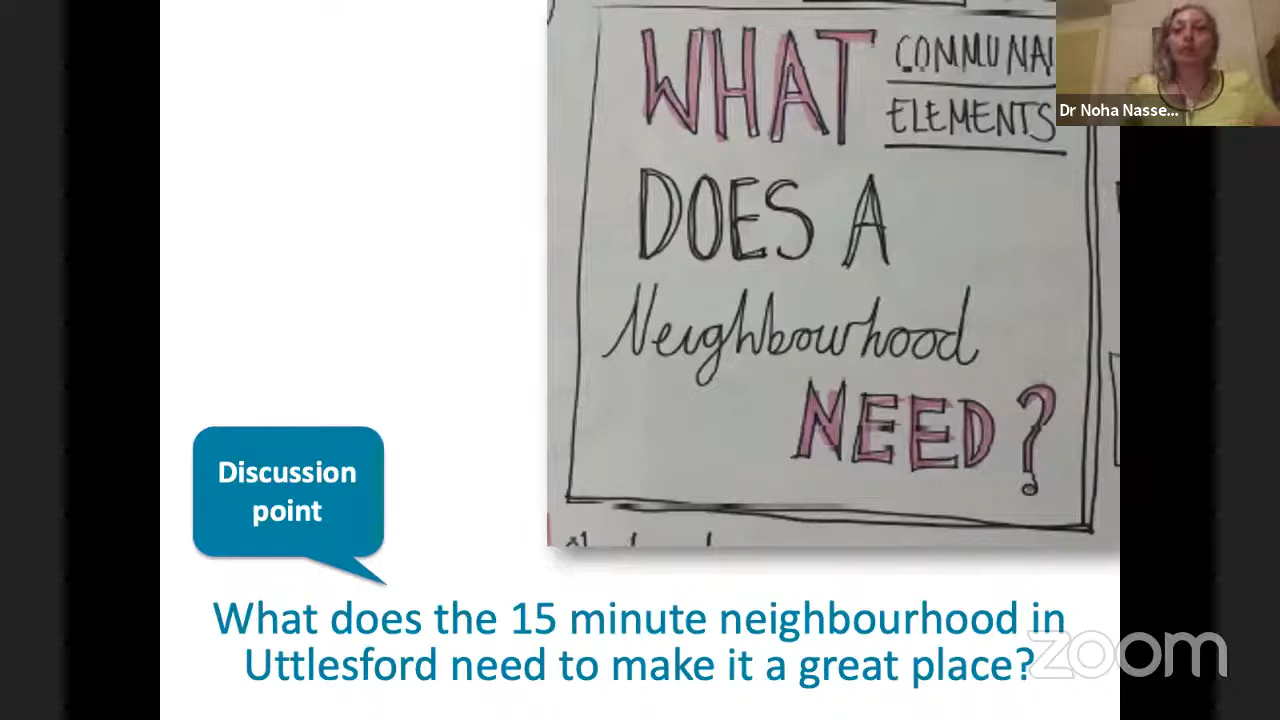 WHAT
COMMUNAL
ELEMENTS
DOES A
Neighbourhood
NEED?
Dr Noha Nasse...
Discussion
point
What does the 15 minute neighbourhood in
Uttlesford need to make it a great place?
zoom